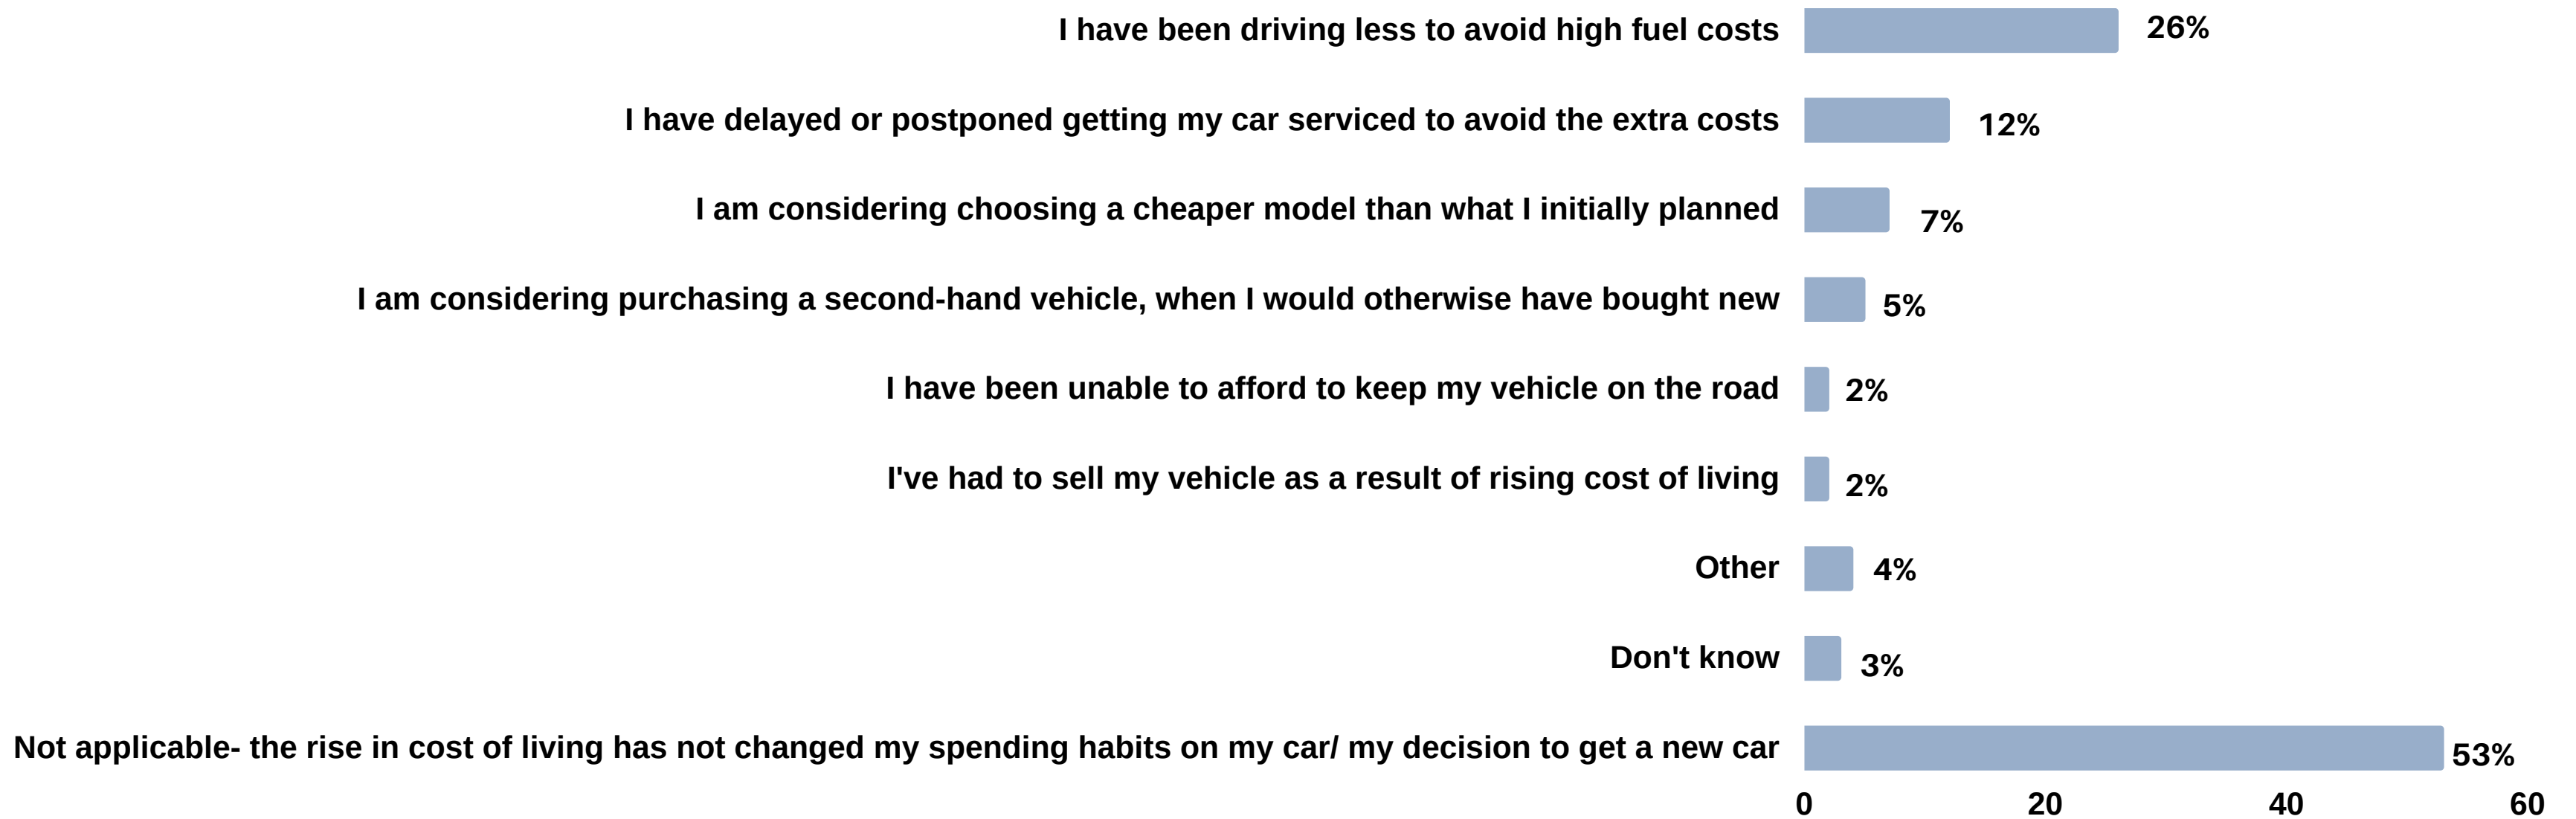 I have been driving less to avoid high fuel costs 26%
I have delayed or postponed getting my car serviced to avoid the extra costs 12%
I am considering choosing a cheaper model than what I initially planned 7%
I am considering purchasing a second-hand vehicle, when I would otherwise have bought new 5%
I have been unable to afford to keep my vehicle on the road 2%
I've had to sell my vehicle as a result of rising cost of living 2%
Other 4%
Don't know 3%
Not applicable- the rise in cost of living has not changed my spending habits on my car/ my decision to get a new car 53%
0 20 40 60